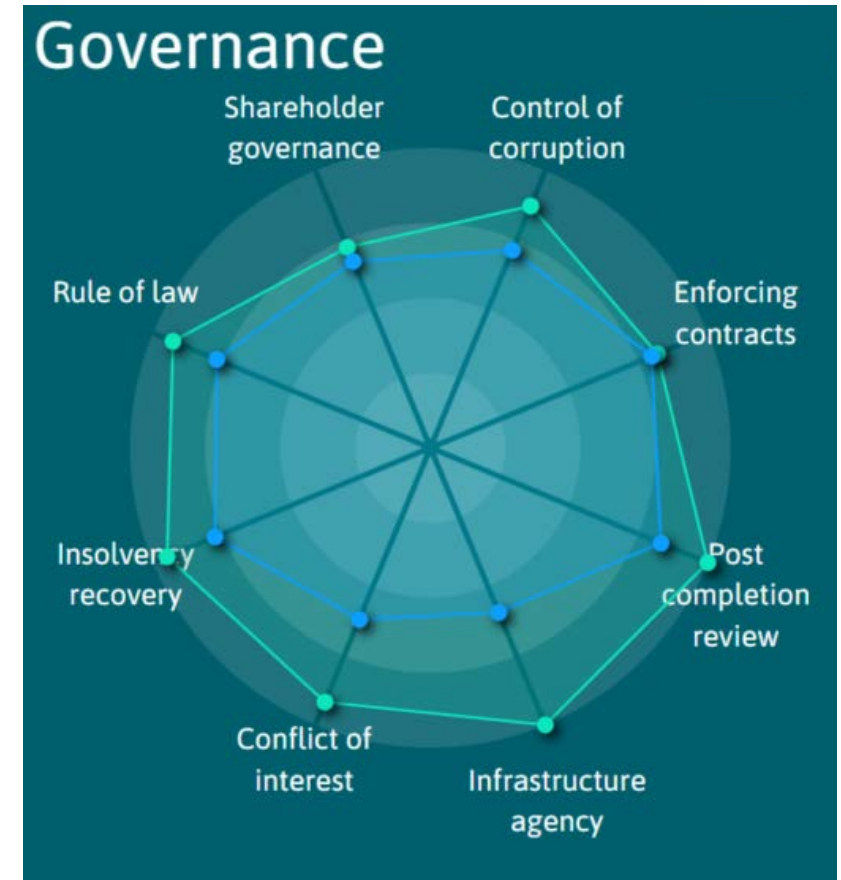 Governance
Shareholder
governance
Control of
corruption
Rule of law
Enforcing
contracts
Insolvency
recovery
Post
completion
review
Conflict of
interest
Infrastructure
agency